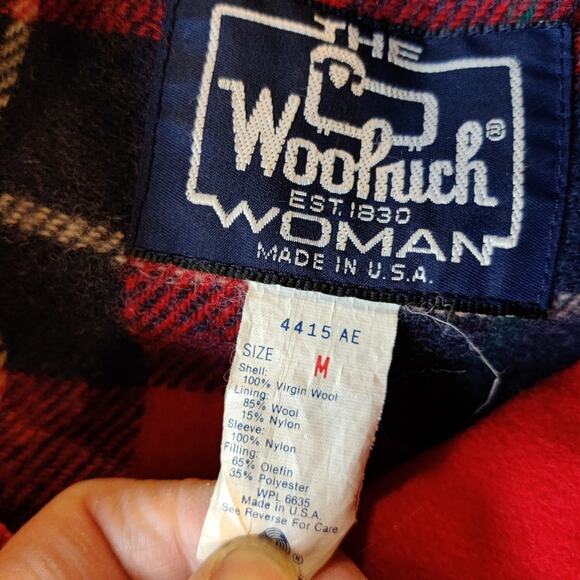 THE
Woolrich®
EST. 1830
WOMAN
MADE IN U.S.A.
4415 AE
SIZE M
Shell:
100% Virgin Wool
Lining:
85% Wool
15% Nylon
Sleeve:
100% Nylon
Filling:
65% Olefin
35% Polyester
WPL 6635
Made in U.S.A.
See Reverse For Care